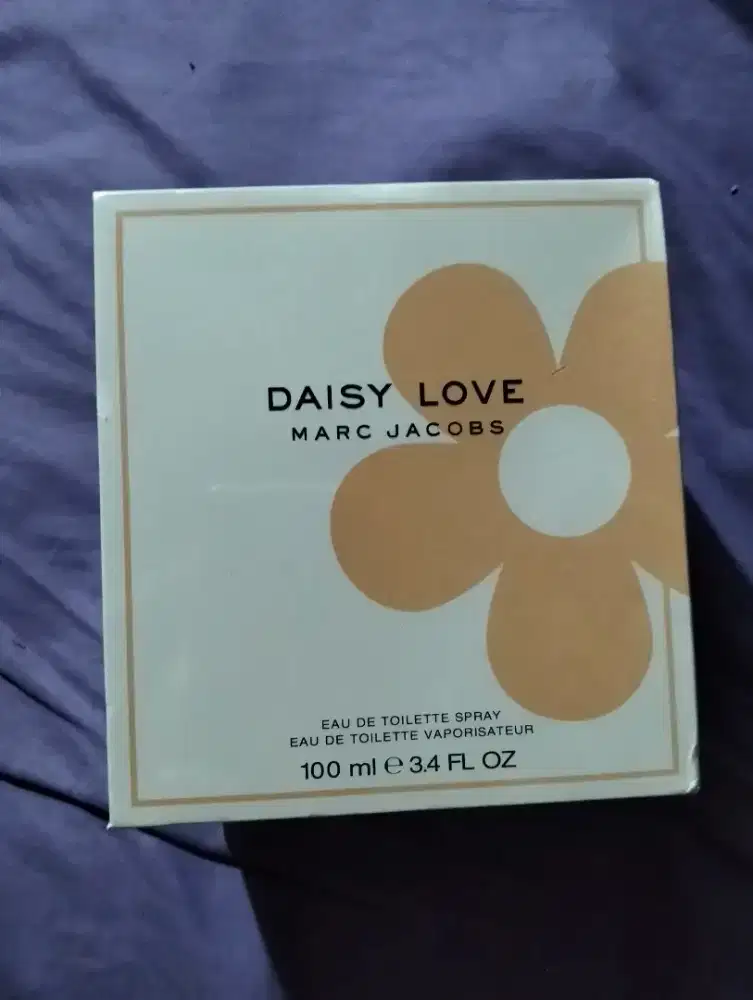 DAISY LOVE
MARC JACOBS
EAU DE TOILETTE SPRAY
EAU DE TOILETTE VAPORISATEUR
100 ml ℮ 3.4 FL OZ